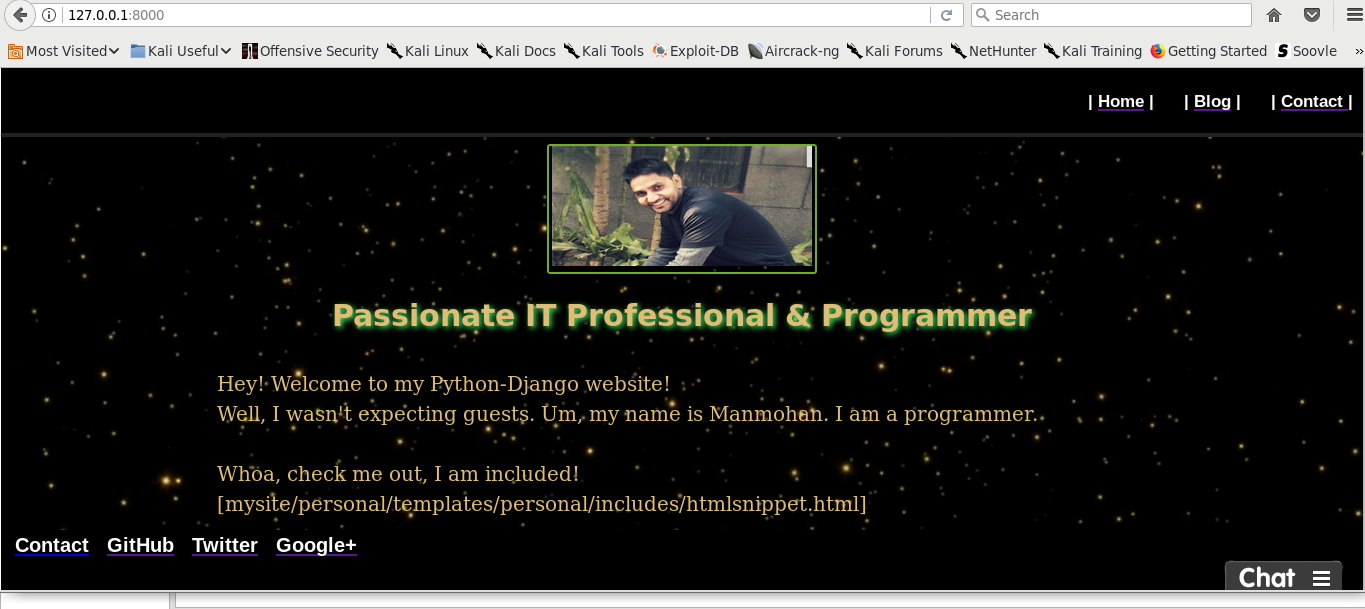 127.0.0.1:8000
Search
Most Visited Kali Useful Offensive Security Kali Linux Kali Docs Kali Tools Exploit-DB Aircrack-ng Kali Forums NetHunter Kali Training Getting Started Soovle »
| Home | | Blog | | Contact |
Passionate IT Professional & Programmer
Hey! Welcome to my Python-Django website!
Well, I wasn't expecting guests. Um, my name is Manmohan. I am a programmer.
Whoa, check me out, I am included!
[mysite/personal/templates/personal/includes/htmlsnippet.html]
Contact GitHub Twitter Google+
Chat